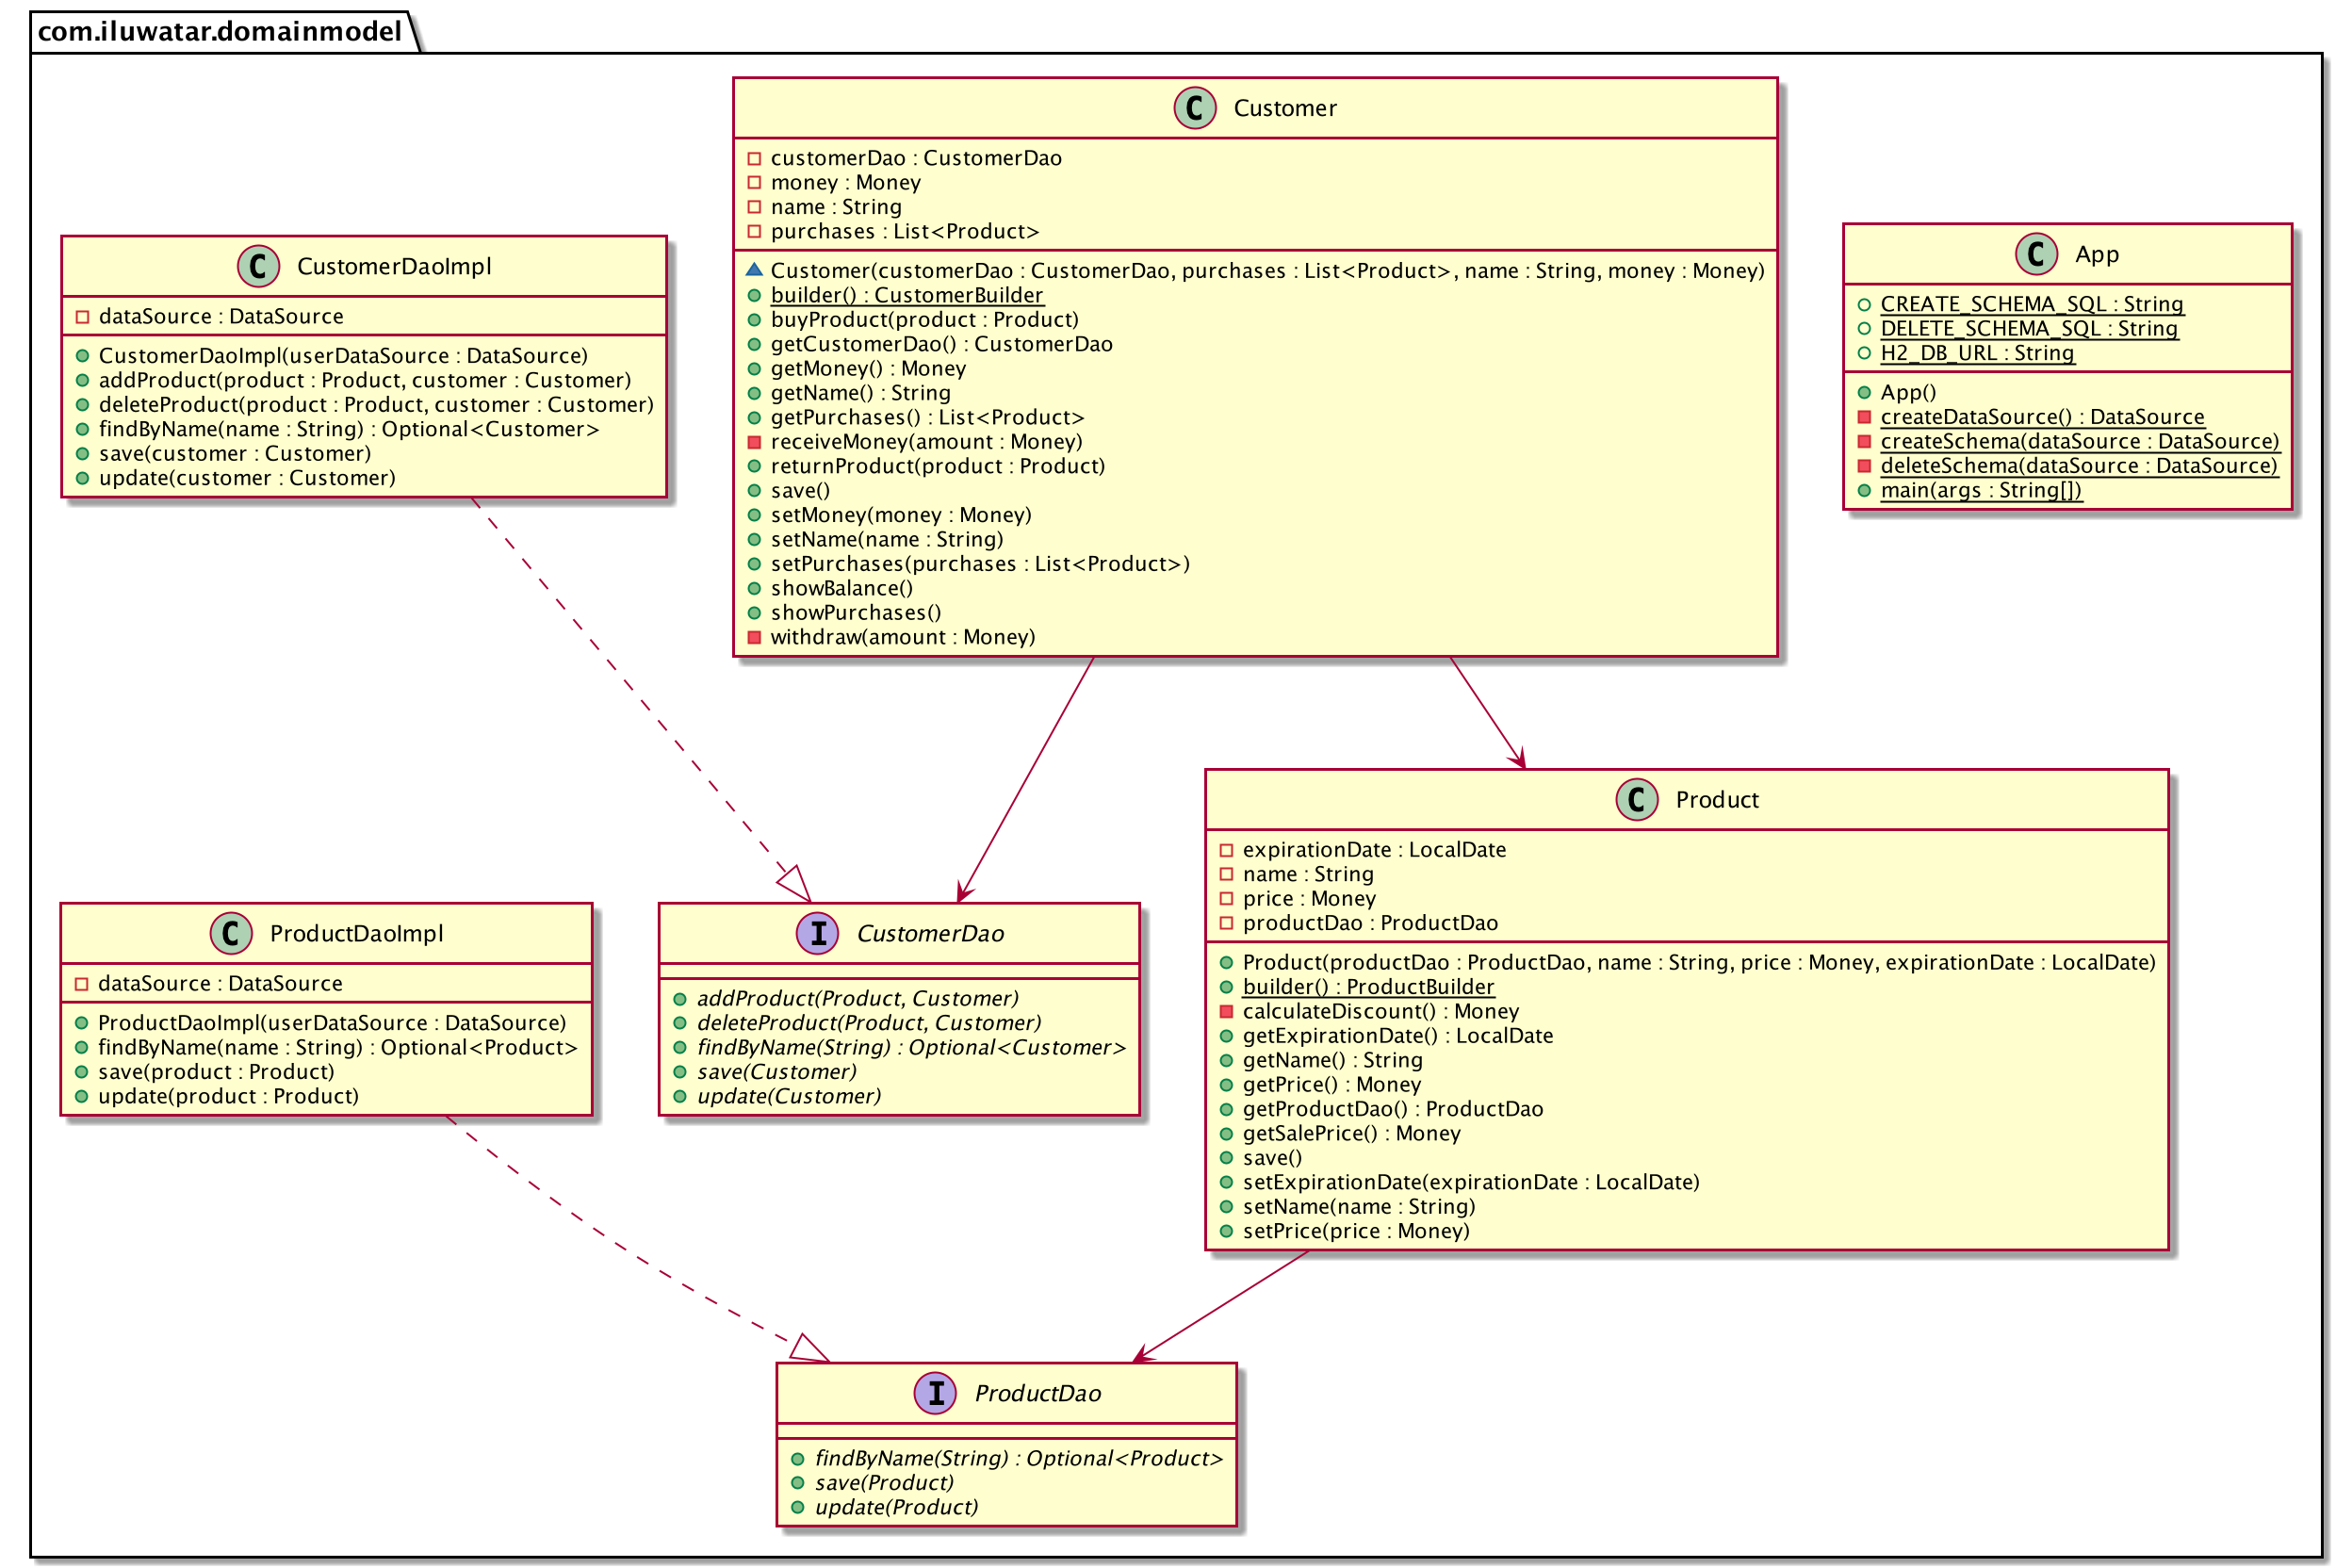 com.iluwatar.domainmodel
C Customer
customerDao : CustomerDao
money : Money
name : String
purchases : List<Product>
Customer(customerDao : CustomerDao, purchases : List<Product>, name : String, money : Money)
builder() : CustomerBuilder
buyProduct(product : Product)
getCustomerDao() : CustomerDao
getMoney() : Money
getName() : String
getPurchases() : List<Product>
receiveMoney(amount : Money)
returnProduct(product : Product)
save()
setMoney(money : Money)
setName(name : String)
setPurchases(purchases : List<Product>)
showBalance()
showPurchases()
withdraw(amount : Money)
C App
CREATE_SCHEMA_SQL : String
DELETE_SCHEMA_SQL : String
H2_DB_URL : String
App()
createDataSource() : DataSource
createSchema(dataSource : DataSource)
deleteSchema(dataSource : DataSource)
main(args : String[])
C CustomerDaoImpl
dataSource : DataSource
CustomerDaoImpl(userDataSource : DataSource)
addProduct(product : Product, customer : Customer)
deleteProduct(product : Product, customer : Customer)
findByName(name : String) : Optional<Customer>
save(customer : Customer)
update(customer : Customer)
C Product
expirationDate : LocalDate
name : String
price : Money
productDao : ProductDao
Product(productDao : ProductDao, name : String, price : Money, expirationDate : LocalDate)
builder() : ProductBuilder
calculateDiscount() : Money
getExpirationDate() : LocalDate
getName() : String
getPrice() : Money
getProductDao() : ProductDao
getSalePrice() : Money
save()
setExpirationDate(expirationDate : LocalDate)
setName(name : String)
setPrice(price : Money)
C ProductDaoImpl
dataSource : DataSource
ProductDaoImpl(userDataSource : DataSource)
findByName(name : String) : Optional<Product>
save(product : Product)
update(product : Product)
I CustomerDao
addProduct(Product, Customer)
deleteProduct(Product, Customer)
findByName(String) : Optional<Customer>
save(Customer)
update(Customer)
I ProductDao
findByName(String) : Optional<Product>
save(Product)
update(Product)